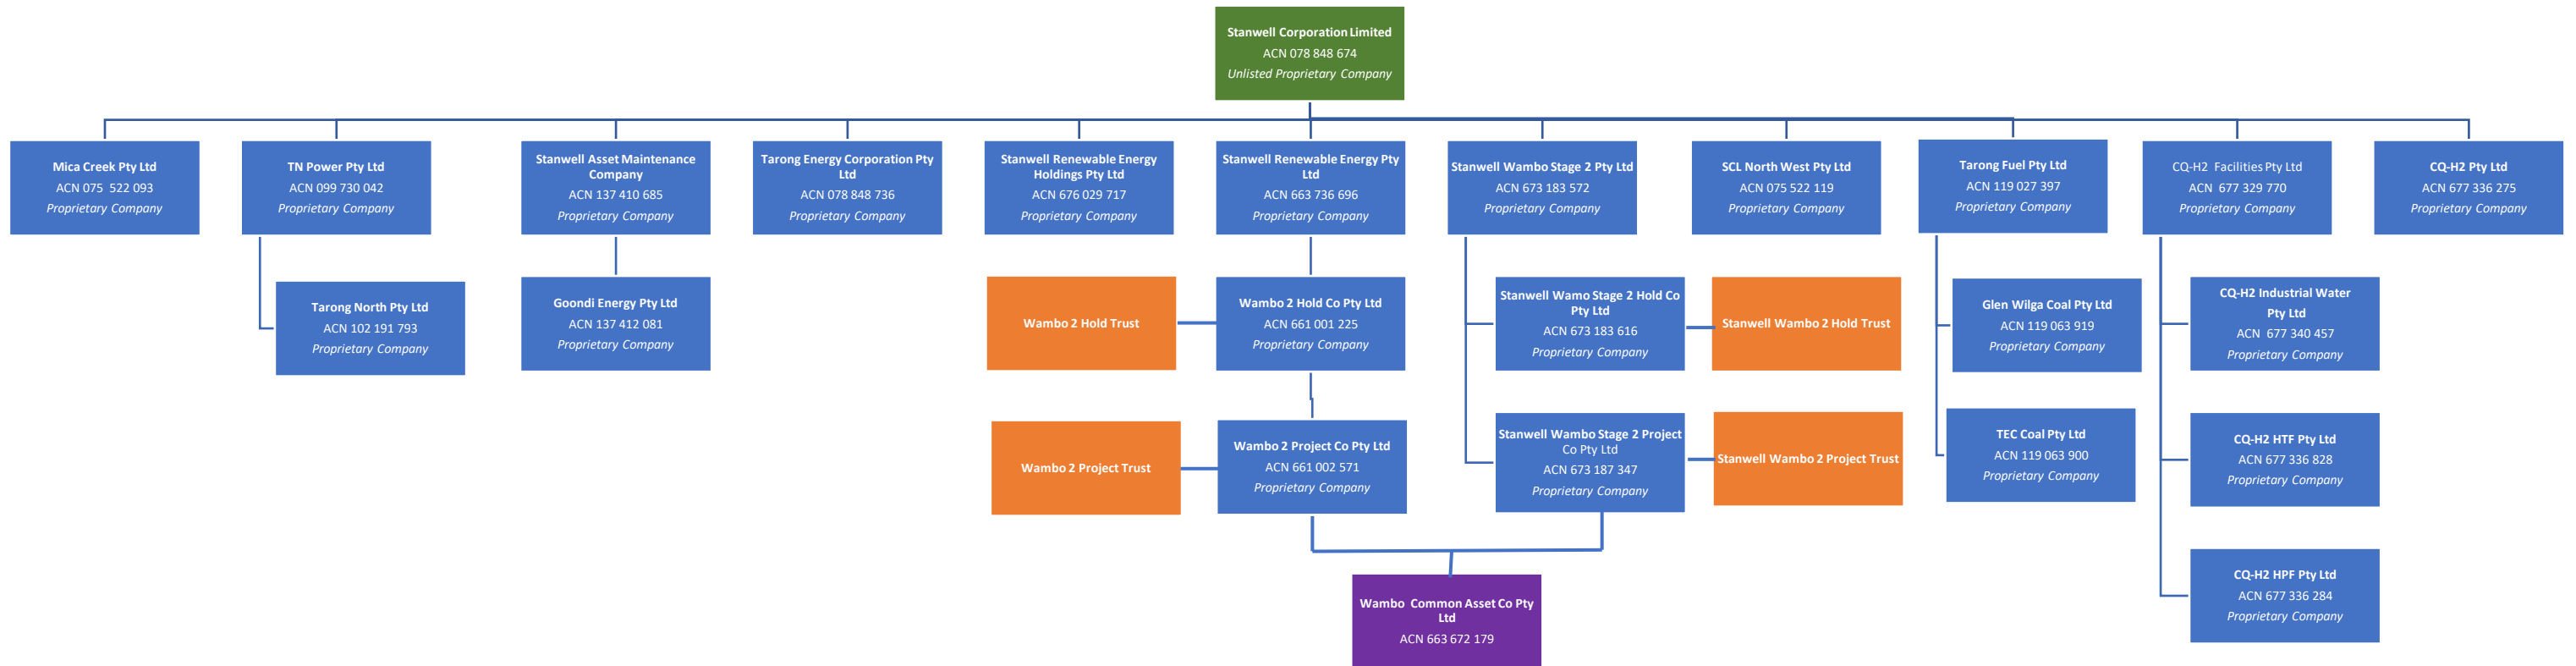 Stanwell Corporation Limited
ACN 078 848 674
Unlisted Proprietary Company
Mica Creek Pty Ltd
ACN 075 522 093
Proprietary Company
TN Power Pty Ltd
ACN 099 730 042
Proprietary Company
Stanwell Asset Maintenance
Company
ACN 137 410 685
Proprietary Company
Tarong Energy Corporation Pty
Ltd
ACN 078 848 736
Proprietary Company
Stanwell Renewable Energy
Holdings Pty Ltd
ACN 676 029 717
Proprietary Company
Stanwell Renewable Energy Pty
Ltd
ACN 663 736 696
Proprietary Company
Stanwell Wambo Stage 2 Pty Ltd
ACN 673 183 572
Proprietary Company
SCL North West Pty Ltd
ACN 075 522 119
Proprietary Company
Tarong Fuel Pty Ltd
ACN 119 027 397
Proprietary Company
CQ-H2 Facilities Pty Ltd
ACN 677 329 770
Proprietary Company
CQ-H2 Pty Ltd
ACN 677 336 275
Proprietary Company
Tarong North Pty Ltd
ACN 102 191 793
Proprietary Company
Goondi Energy Pty Ltd
ACN 137 412 081
Proprietary Company
Wambo 2 Hold Trust
Wambo 2 Hold Co Pty Ltd
ACN 661 001 225
Proprietary Company
Stanwell Wamo Stage 2 Hold Co
Pty Ltd
ACN 673 183 616
Proprietary Company
Stanwell Wambo 2 Hold Trust
Glen Wilga Coal Pty Ltd
ACN 119 063 919
Proprietary Company
CQ-H2 Industrial Water
Pty Ltd
ACN 677 340 457
Proprietary Company
Wambo 2 Project Trust
Wambo 2 Project Co Pty Ltd
ACN 661 002 571
Proprietary Company
Stanwell Wambo Stage 2 Project
Co Pty Ltd
ACN 673 187 347
Proprietary Company
Stanwell Wambo 2 Project Trust
TEC Coal Pty Ltd
ACN 119 063 900
Proprietary Company
CQ-H2 HTF Pty Ltd
ACN 677 336 828
Proprietary Company
Wambo Common Asset Co Pty
Ltd
ACN 663 672 179
CQ-H2 HPF Pty Ltd
ACN 677 336 284
Proprietary Company